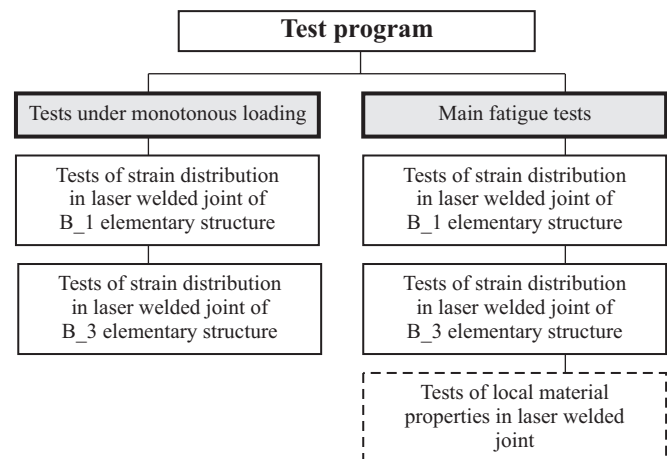 Test program
Tests under monotonous loading
Main fatigue tests
Tests of strain distribution
in laser welded joint of
B_1 elementary structure
Tests of strain distribution
in laser welded joint of
B_1 elementary structure
Tests of strain distribution
in laser welded joint of
B_3 elementary structure
Tests of strain distribution
in laser welded joint of
B_3 elementary structure
Tests of local material
properties in laser welded
joint